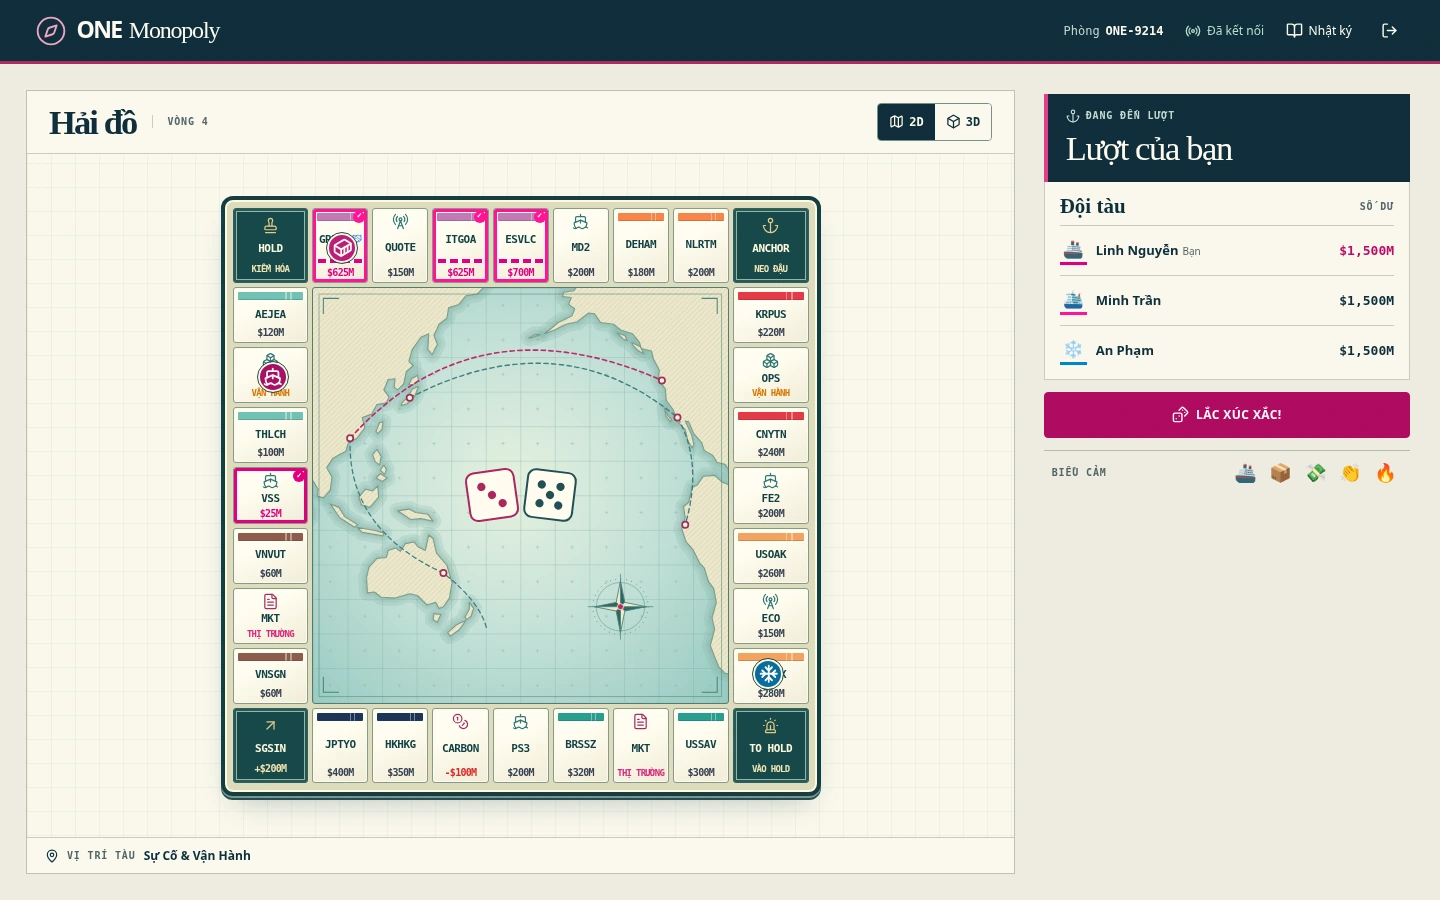 ONE Monopoly
Phòng ONE-9214
Đã kết nối
Nhật ký
Hải đồ
VÒNG 4
2D
3D
HOLD
KIỂM HÓA
$625M
QUOTE
$150M
ITGOA
$625M
ESVLC
$700M
MD2
$200M
DEHAM
$180M
NLRTM
$200M
ANCHOR
NEO ĐẬU
AEJEA
$120M
KRPUS
$220M
VẬN HÀNH
OPS
VẬN HÀNH
THLCH
$100M
CNYTN
$240M
VSS
$25M
FE2
$200M
VNVUT
$60M
USOAK
$260M
MKT
THỊ TRƯỜNG
ECO
$150M
VNSGN
$60M
$280M
SGSIN
+$200M
JPTYO
$400M
HKHKG
$350M
CARBON
-$100M
PS3
$200M
BRSSZ
$320M
MKT
THỊ TRƯỜNG
USSAV
$300M
TO HOLD
VÀO HOLD
VỊ TRÍ TÀU Sự Cố & Vận Hành
ĐANG ĐẾN LƯỢT
Lượt của bạn
Đội tàu
SỐ DƯ
Linh Nguyễn Bạn
$1,500M
Minh Trần
$1,500M
An Phạm
$1,500M
LẮC XÚC XẮC!
BIỂU CẢM